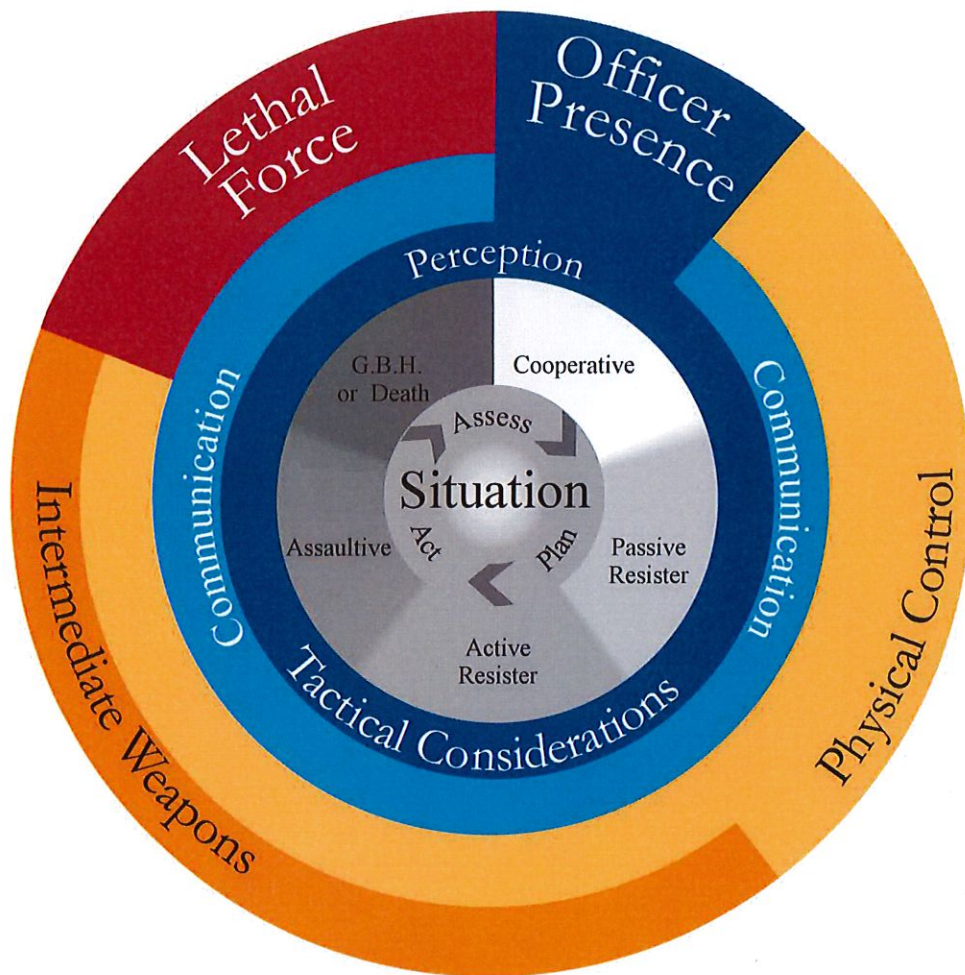 Lethal
Force
Officer
Presence
Perception
G.B.H.
or Death
Cooperative
Assess
Situation
Act
Plan
Assaultive
Passive
Resister
Active
Resister
Tactical Considerations
Communication
Communication
Intermediate Weapons
Physical Control